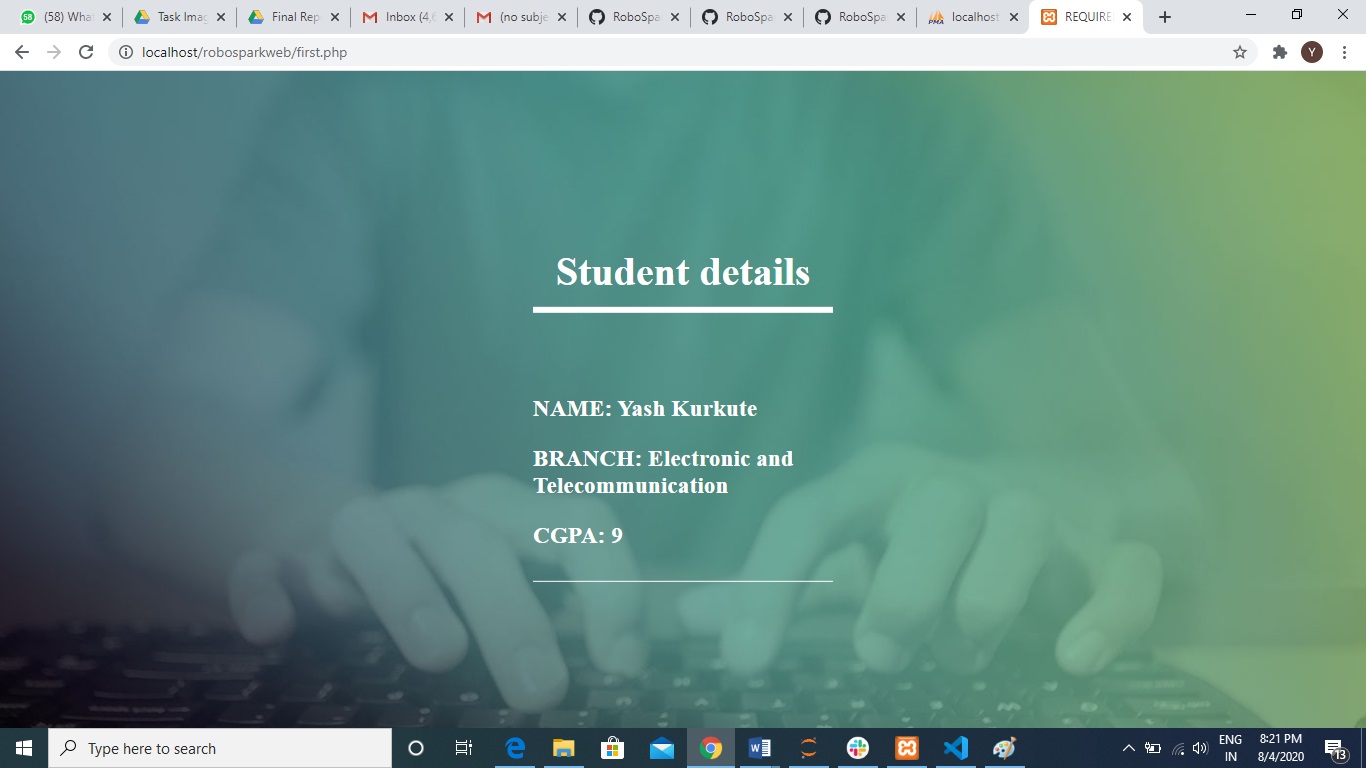 (58) What
Task Imag
Final Rep
Inbox (4,6
(no subje
RoboSpa
RoboSpa
RoboSpa
localhost
REQUIRE
localhost/robosparkweb/first.php
Y
Student details
NAME: Yash Kurkute
BRANCH: Electronic and
Telecommunication
CGPA: 9
Type here to search
ENG
IN
8:21 PM
8/4/2020
13